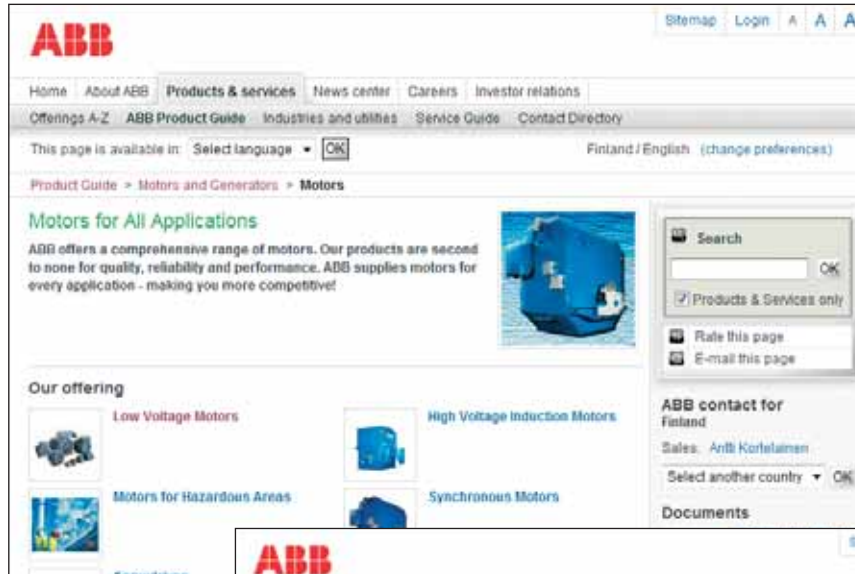 ABB
Sitemap Login A A A
Home About ABB Products & services News center Careers Investor relations
Offerings A-Z ABB Product Guide Industries and utilities Service Guide Contact Directory
This page is available in: Select language OK
Finland / English (change preferences)
Product Guide > Motors and Generators > Motors
Motors for All Applications
ABB offers a comprehensive range of motors. Our products are second
to none for quality, reliability and performance. ABB supplies motors for
every application - making you more competitive!
Search
OK
Products & Services only
Rate this page
E-mail this page
Our offering
Low Voltage Motors
High Voltage Induction Motors
Motors for Hazardous Areas
Synchronous Motors
ABB contact for
Finland
Sales: Antti Kortelainen
Select another country OK
Documents
ABB